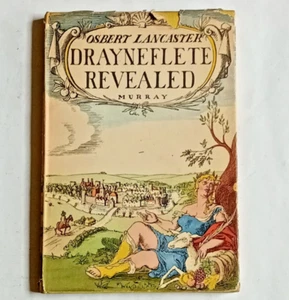 OSBERT LANCASTER
DRAYNEFLETE
REVEALED
MURRAY